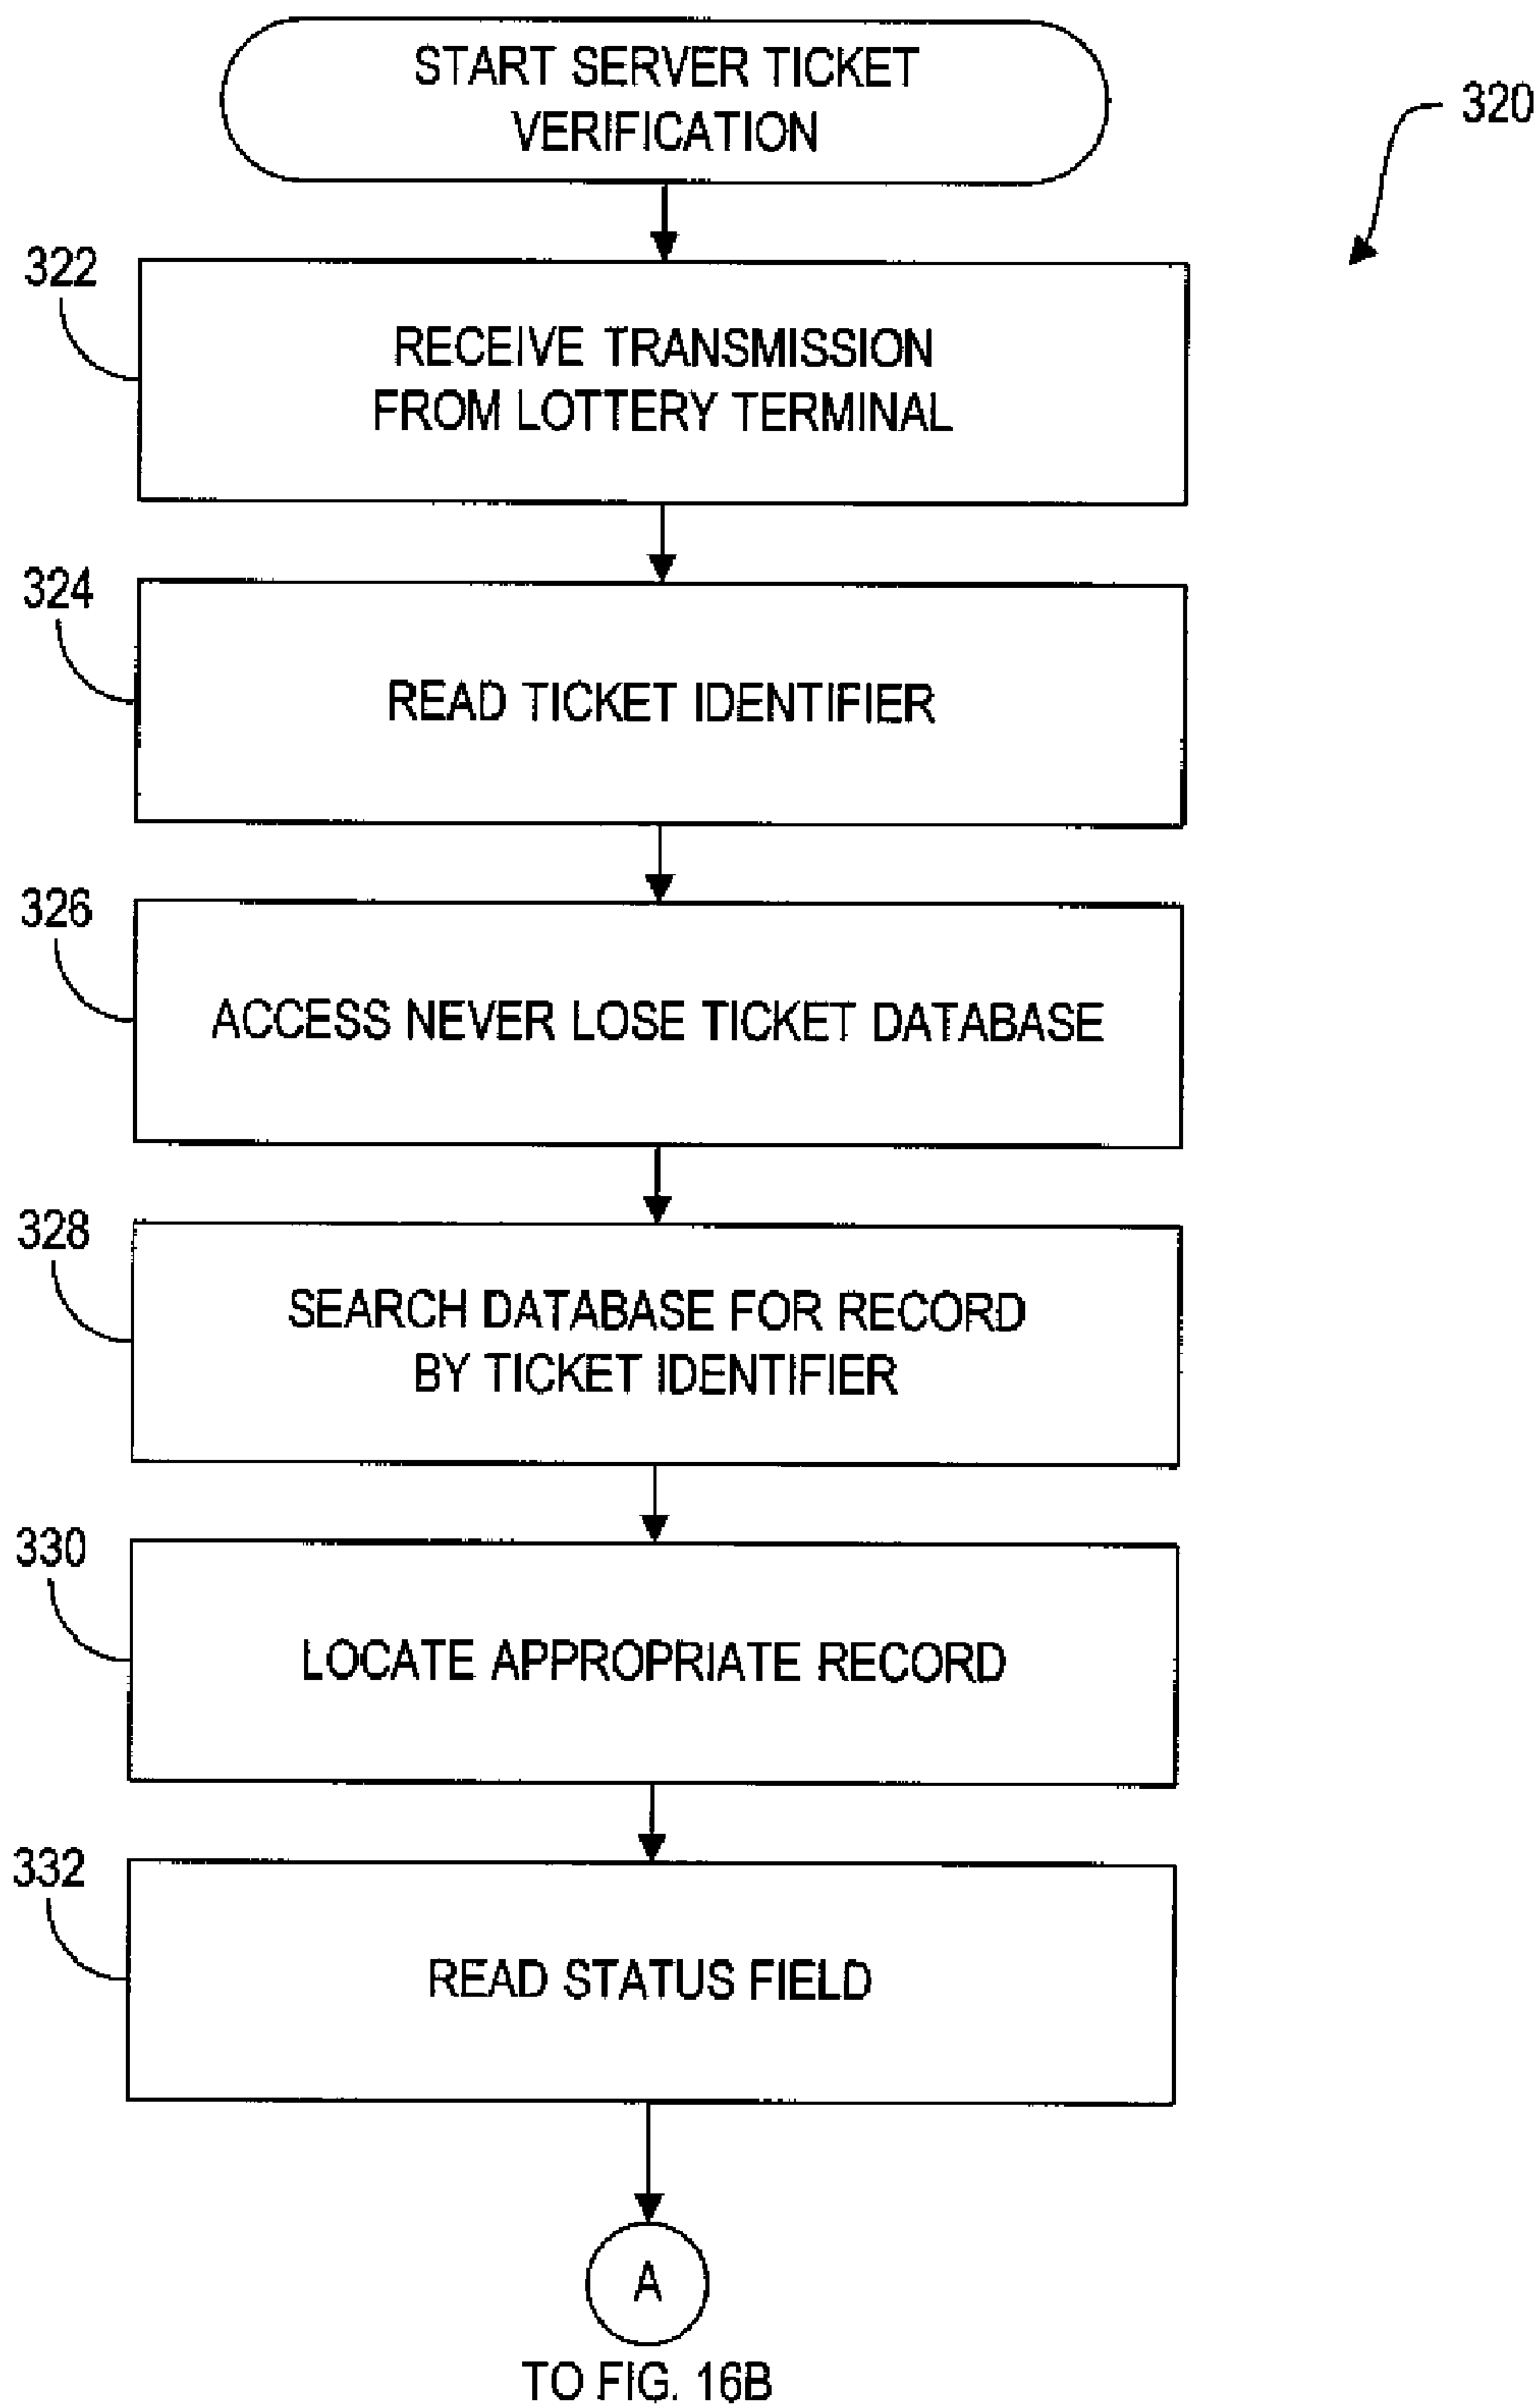 START SERVER TICKET
VERIFICATION
320
322
RECEIVE TRANSMISSION
FROM LOTTERY TERMINAL
324
READ TICKET IDENTIFIER
326
ACCESS NEVER LOSE TICKET DATABASE
328
SEARCH DATABASE FOR RECORD
BY TICKET IDENTIFIER
330
LOCATE APPROPRIATE RECORD
332
READ STATUS FIELD
A
TO FIG. 16B